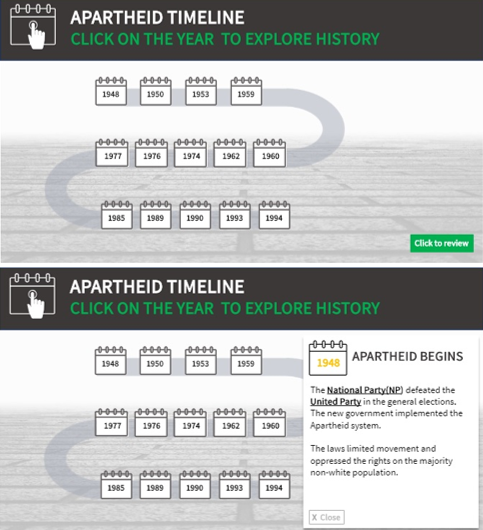 APARTHEID TIMELINE
CLICK ON THE YEAR TO EXPLORE HISTORY
1948 1950 1953 1959
1977 1976 1974 1962 1960
1985 1989 1990 1993 1994
Click to review
APARTHEID TIMELINE
CLICK ON THE YEAR TO EXPLORE HISTORY
1948 1950 1953 1959
1977 1976 1974 1962 1960
1985 1989 1990 1993 1994
1948 APARTHEID BEGINS
The National Party(NP) defeated the
United Party in the general elections.
The new government implemented the
Apartheid system.
The laws limited movement and
oppressed the rights on the majority
non-white population.
X Close